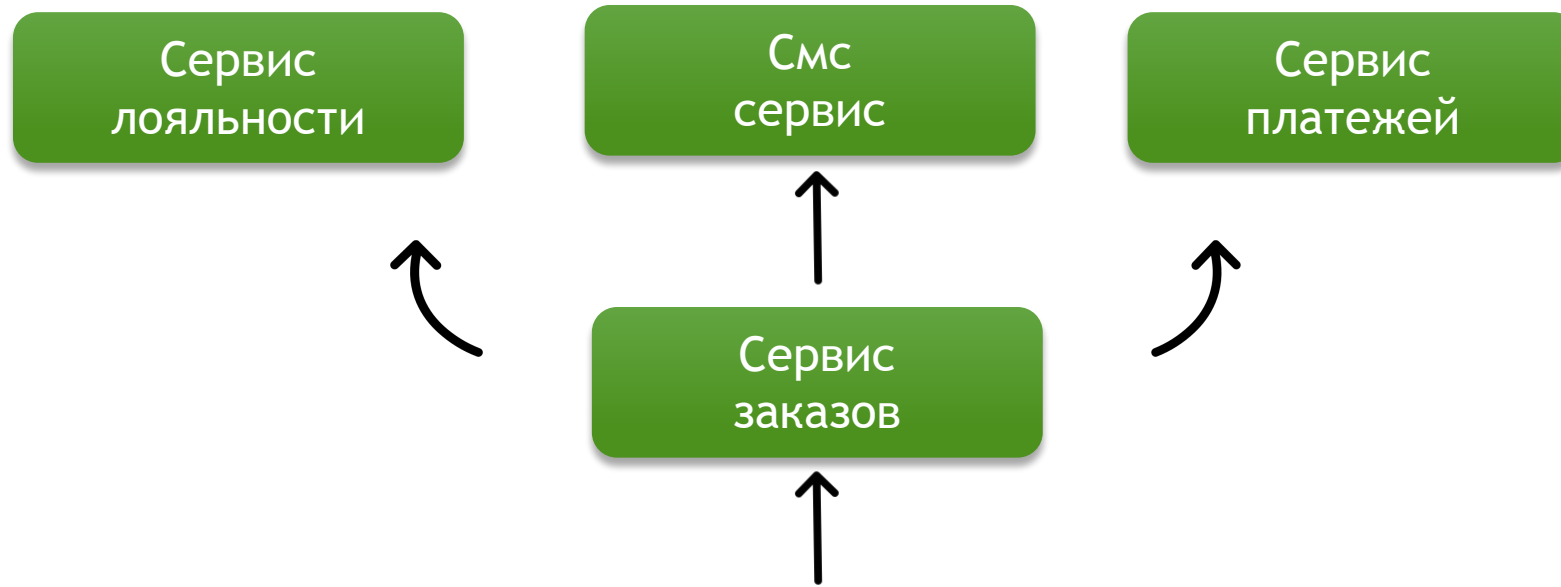 Сервис
лояльности
Смс
сервис
Сервис
платежей
Сервис
заказов